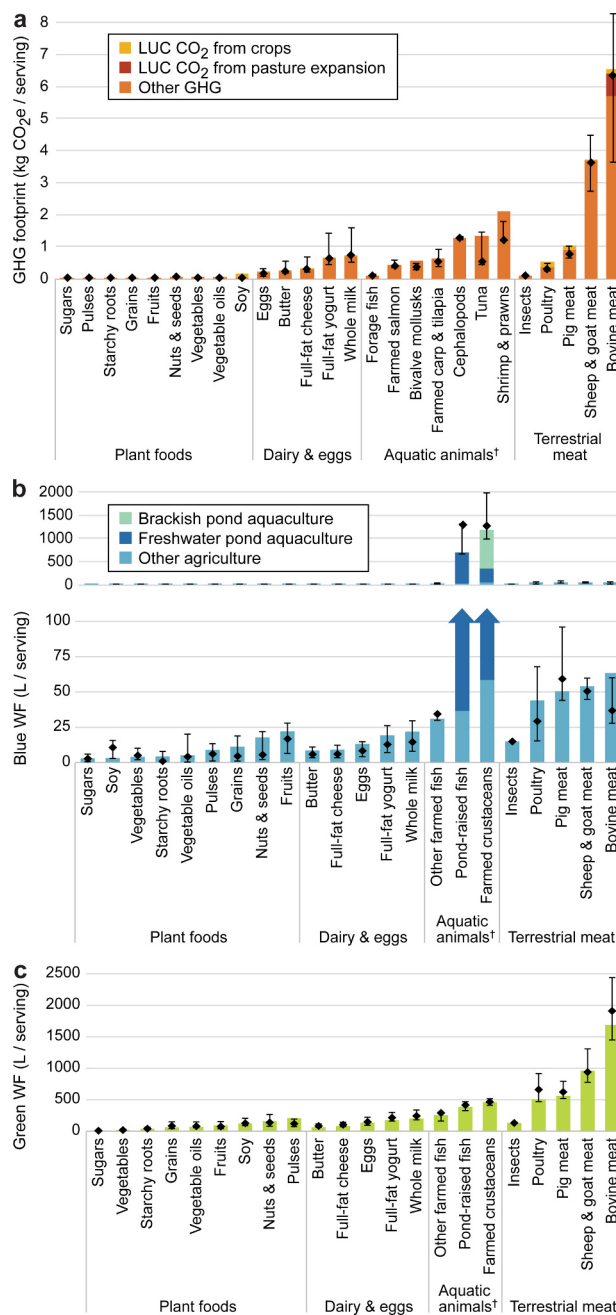 a
8
7
6
5
4
3
2
1
0
GHG footprint (kg CO2e / serving)
LUC CO2 from crops
LUC CO2 from pasture expansion
Other GHG
Sugars
Pulses
Starchy roots
Grains
Fruits
Nuts & seeds
Vegetables
Vegetable oils
Soy
Eggs
Butter
Full-fat cheese
Full-fat yogurt
Whole milk
Forage fish
Farmed salmon
Bivalve mollusks
Farmed carp & tilapia
Cephalopods
Tuna
Shrimp & prawns
Insects
Poultry
Pig meat
Sheep & goat meat
Bovine meat
Plant foods
Dairy & eggs
Aquatic animals†
Terrestrial
meat
b
2000
1500
1000
500
0
Brackish pond aquaculture
Freshwater pond aquaculture
Other agriculture
100
75
50
25
0
Blue WF (L / serving)
Sugars
Soy
Vegetables
Starchy roots
Vegetable oils
Pulses
Grains
Nuts & seeds
Fruits
Butter
Full-fat cheese
Eggs
Full-fat yogurt
Whole milk
Other farmed fish
Pond-raised fish
Farmed crustaceans
Insects
Poultry
Pig meat
Sheep & goat meat
Bovine meat
Plant foods
Dairy & eggs
Aquatic
animals†
Terrestrial meat
c
2500
2000
1500
1000
500
0
Green WF (L / serving)
Sugars
Vegetables
Starchy roots
Grains
Vegetable oils
Fruits
Soy
Nuts & seeds
Pulses
Butter
Full-fat cheese
Eggs
Full-fat yogurt
Whole milk
Other farmed fish
Pond-raised fish
Farmed crustaceans
Insects
Poultry
Pig meat
Sheep & goat meat
Bovine meat
Plant foods
Dairy & eggs
Aquatic
animals†
Terrestrial meat